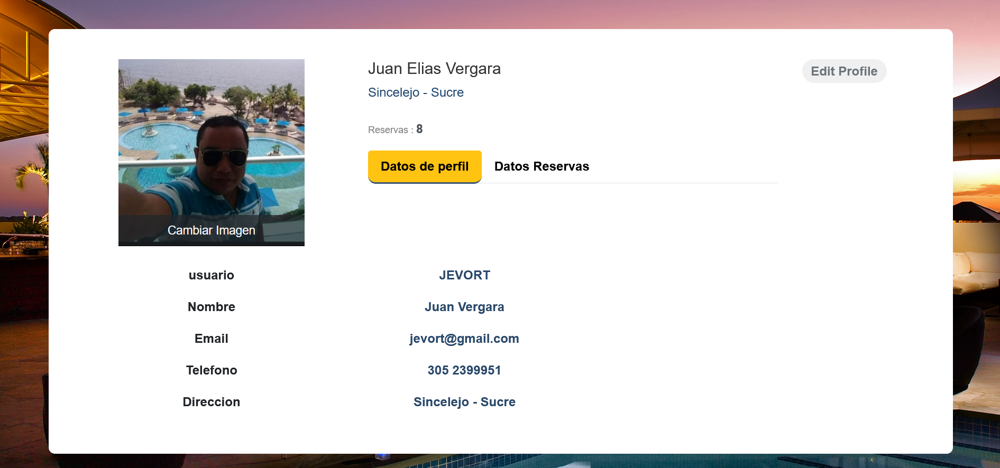 Juan Elias Vergara
Edit Profile
Sincelejo - Sucre
Reservas : 8
Datos de perfil
Datos Reservas
Cambiar Imagen
usuario JEVORT
Nombre Juan Vergara
Email jevort@gmail.com
Telefono 305 2399951
Direccion Sincelejo - Sucre